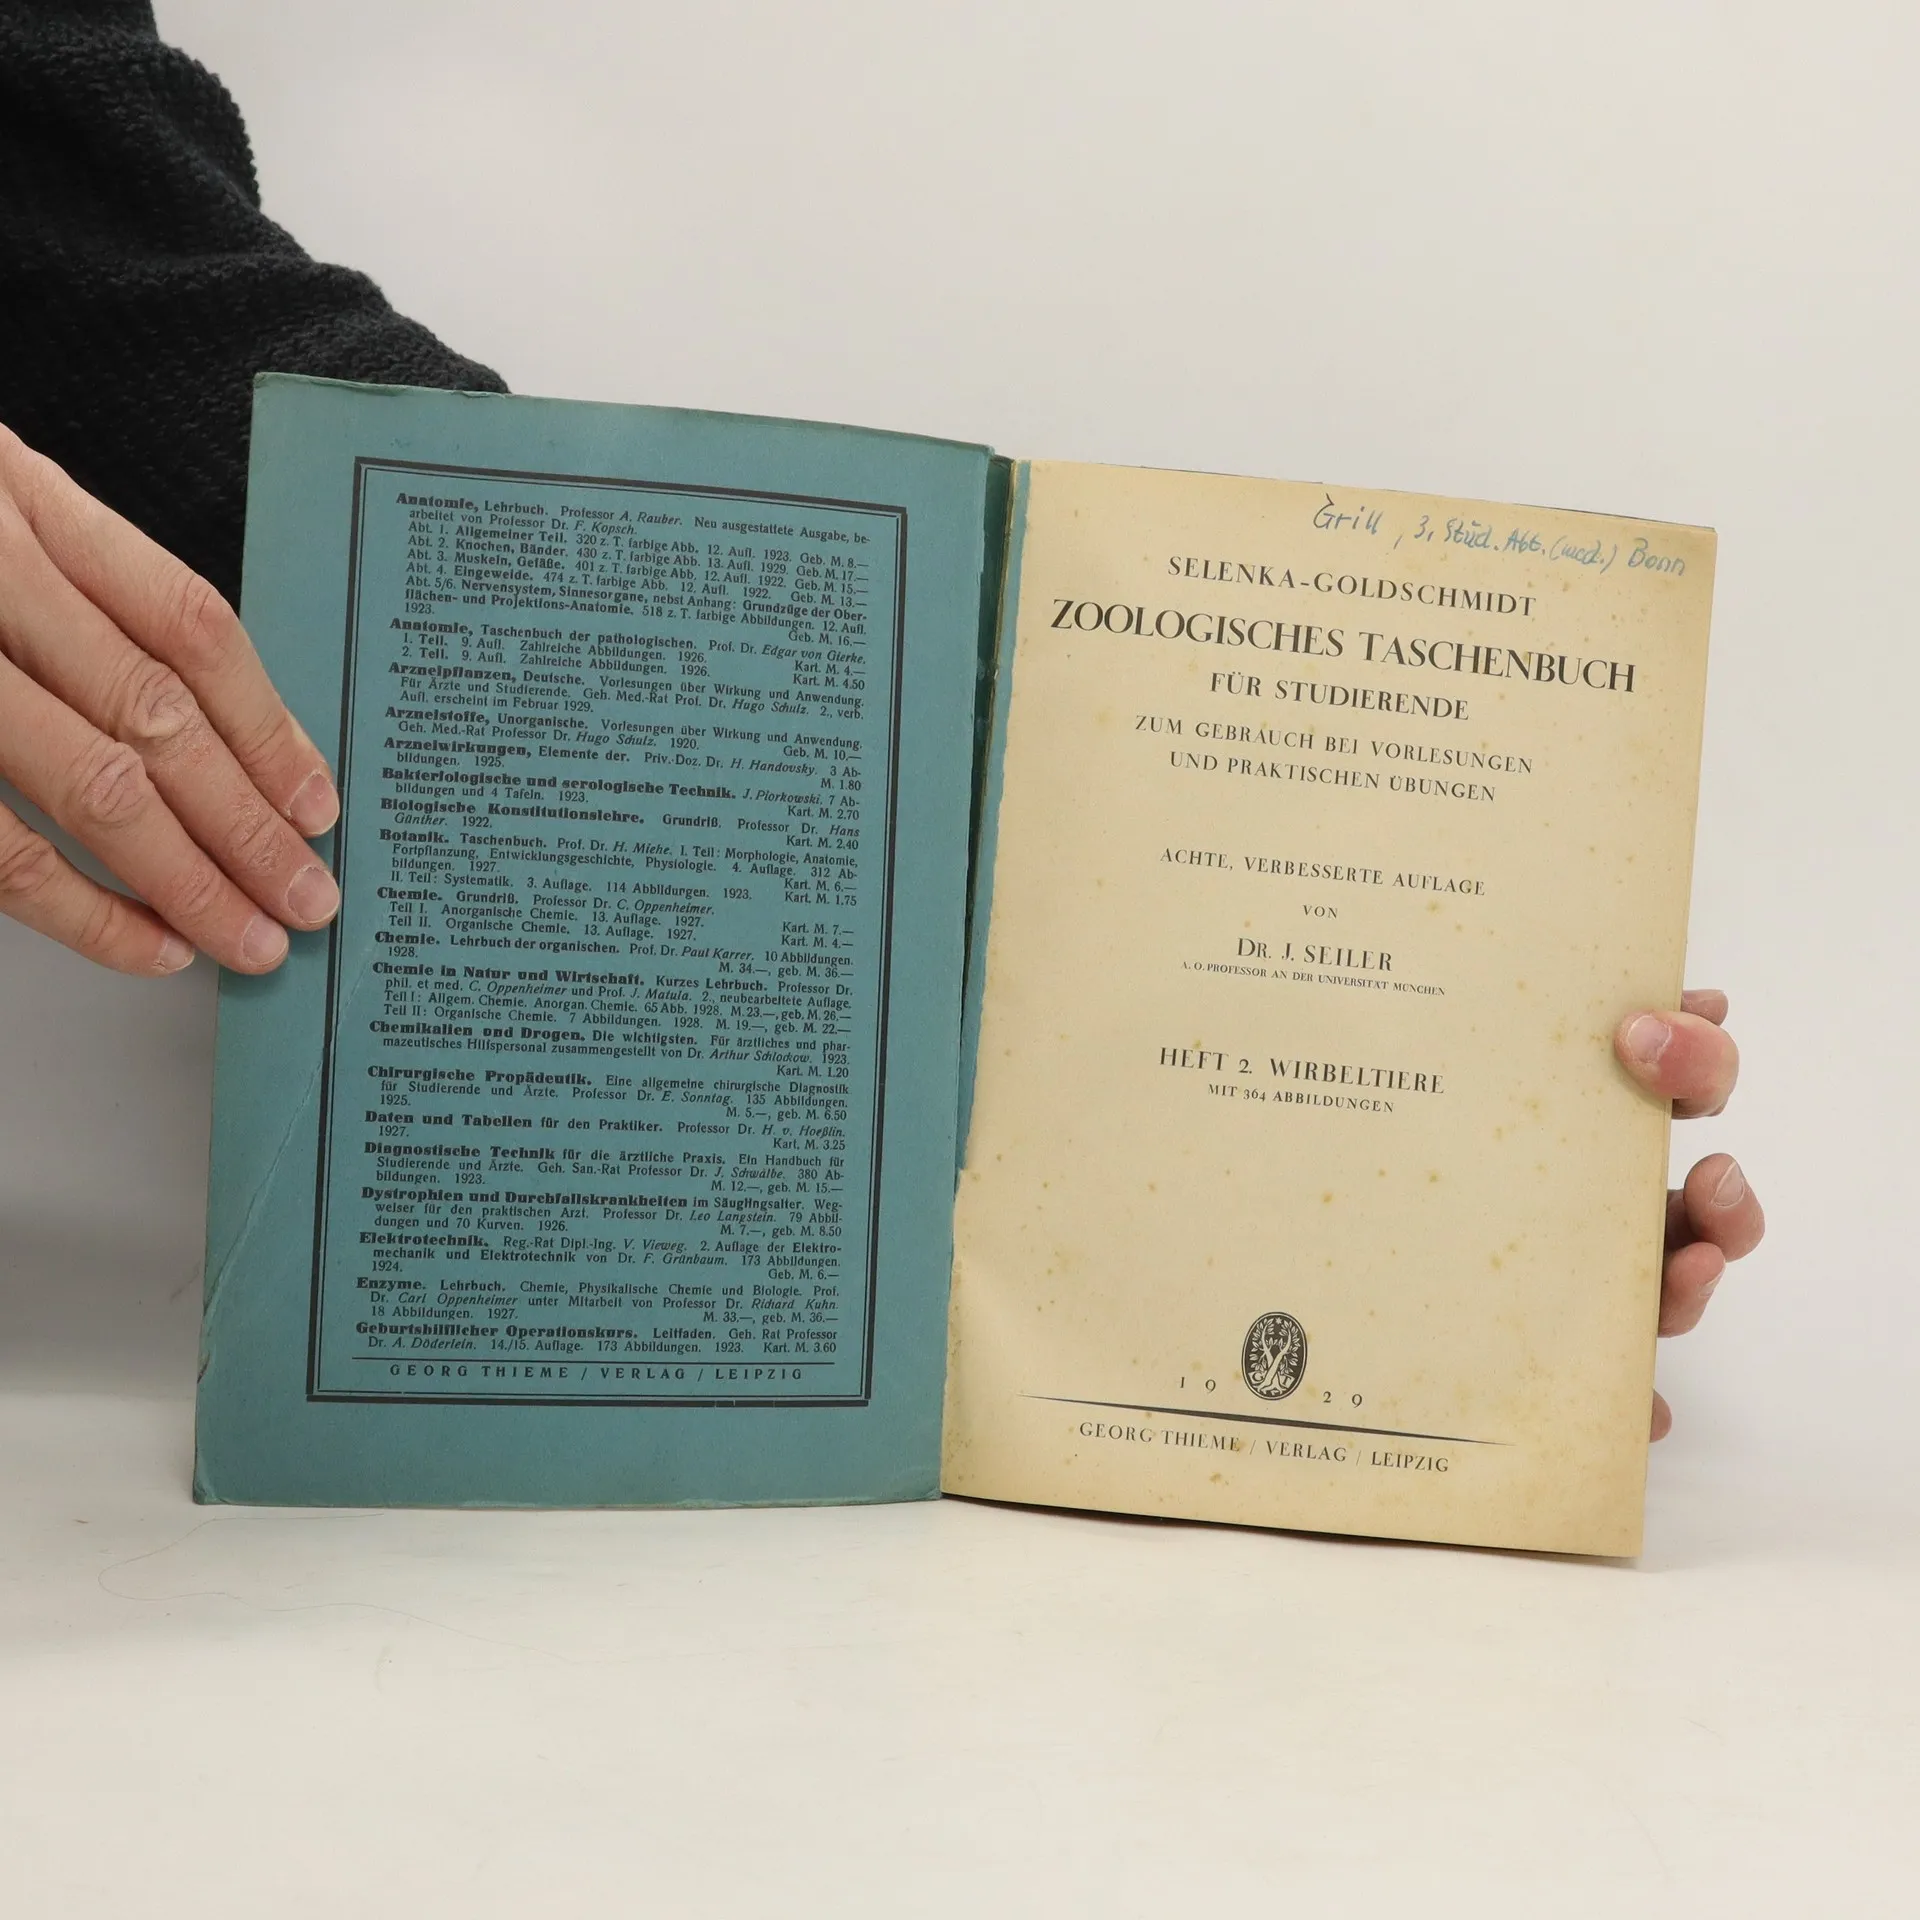 Anatomie, Lehrbuch. Professor A. Rauber. Neu ausgestattete Ausgabe, be-
arbeitet von Professor Dr. F. Kopsch.
Abt. 1. Allgemeiner Teil. 320 z. T. farbige Abb. 12. Aufl. 1923. Geb. M. 8.—
Abt. 2. Knochen, Bänder. 430 z. T. farbige Abb. 13. Aufl. 1929. Geb. M. 17.—
Abt. 3. Muskeln, Gefäße. 401 z. T. farbige Abb. 12. Aufl. 1922. Geb. M. 15.—
Abt. 4. Eingeweide. 474 z. T. farbige Abb. 12. Aufl. 1922. Geb. M. 13.—
Abt. 5/6. Nervensystem, Sinnesorgane, nebst Anhang: Grundzüge der Ober-
flächen- und Projektions-Anatomie. 518 z. T. farbige Abbildungen. 12. Aufl.
1923. Geb. M. 16.—
Anatomie, Taschenbuch der pathologischen. Prof. Dr. Edgar von Gierke.
1. Teil. 9. Aufl. Zahlreiche Abbildungen. 1926. Kart. M. 4.—
2. Teil. 9. Aufl. Zahlreiche Abbildungen. 1926. Kart. M. 4.50
Arzneipflanzen, Deutsche. Vorlesungen über Wirkung und Anwendung.
Für Ärzte und Studierende. Geh. Med.-Rat Prof. Dr. Hugo Schulz. 2., verb.
Aufl. erscheint im Februar 1929.
Arzneistoffe, Unorganische. Vorlesungen über Wirkung und Anwendung.
Geh. Med.-Rat Professor Dr. Hugo Schulz. 1920. Geb. M. 10.—
Arzneiwirkungen, Elemente der. Priv.-Doz. Dr. H. Handovsky. 3 Ab-
bildungen. 1925. M. 1.80
Bakteriologische und serologische Technik. J. Piorkowski. 7 Ab-
bildungen und 4 Tafeln. 1923. Kart. M. 2.70
Biologische Konstitutionslehre. Grundriß. Professor Dr. Hans
Günther. 1922. Kart. M. 2.40
Botanik. Taschenbuch. Prof. Dr. H. Miehe. I. Teil: Morphologie, Anatomie,
Fortpflanzung, Entwicklungsgeschichte, Physiologie. 4. Auflage. 312 Ab-
bildungen. 1927. Kart. M. 6.—
II. Teil: Systematik. 3. Auflage. 114 Abbildungen. 1923. Kart. M. 1.75
Chemie. Grundriß. Professor Dr. C. Oppenheimer.
Teil I. Anorganische Chemie. 13. Auflage. 1927. Kart. M. 7.—
Teil II. Organische Chemie. 13. Auflage. 1927. Kart. M. 4.—
Chemie. Lehrbuch der organischen. Prof. Dr. Paul Karrer. 10 Abbildungen.
1928. M. 34.—, geb. M. 36.—
Chemie in Natur und Wirtschaft. Kurzes Lehrbuch. Professor Dr.
phil. et med. C. Oppenheimer und Prof. J. Matula. 2., neubearbeitete Auflage.
Teil I: Allgem. Chemie. Anorgan. Chemie. 65 Abb. 1928. M. 23.—, geb. M. 26.—
Teil II: Organische Chemie. 7 Abbildungen. 1928. M. 19.—, geb. M. 22.—
Chemikalien und Drogen, Die wichtigsten. Für ärztliches und phar-
mazeutisches Hilfspersonal zusammengestellt von Dr. Arthur Schlockow. 1923.
Kart. M. 1.20
Chirurgische Propädeutik. Eine allgemeine chirurgische Diagnostik
für Studierende und Ärzte. Professor Dr. E. Sonntag. 135 Abbildungen.
1925. M. 5.—, geb. M. 6.50
Daten und Tabellen für den Praktiker. Professor Dr. H. v. Hoeßlin.
1927. Kart. M. 3.25
Diagnostische Technik für die ärztliche Praxis. Ein Handbuch für
Studierende und Ärzte. Geh. San.-Rat Professor Dr. J. Schwalbe. 380 Ab-
bildungen. 1923. M. 12.—, geb. M. 15.—
Dystrophien und Durchfallskrankheiten im Säuglingsalter. Weg-
weiser für den praktischen Arzt. Professor Dr. Leo Langstein. 79 Abbil-
dungen und 70 Kurven. 1926. M. 7.—, geb. M. 8.50
Elektrotechnik. Reg.-Rat Dipl.-Ing. V. Vieweg. 2. Auflage der Elektro-
mechanik und Elektrotechnik von Dr. F. Grünbaum. 173 Abbildungen.
1924. Geb. M. 6.—
Enzyme. Lehrbuch. Chemie, Physikalische Chemie und Biologie. Prof.
Dr. Carl Oppenheimer unter Mitarbeit von Professor Dr. Richard Kuhn.
18 Abbildungen. 1927. M. 33.—, geb. M. 36.—
Geburtshilflicher Operationskurs. Leitfaden. Geh. Rat Professor
Dr. A. Döderlein. 14./15. Auflage. 173 Abbildungen. 1923. Kart. M. 3.60
GEORG THIEME / VERLAG / LEIPZIG
Grill, 3. Stud. Abt. (med.) Bonn
SELENKA-GOLDSCHMIDT
ZOOLOGISCHES TASCHENBUCH
FÜR STUDIERENDE
ZUM GEBRAUCH BEI VORLESUNGEN
UND PRAKTISCHEN ÜBUNGEN
ACHTE, VERBESSERTE AUFLAGE
VON
DR. J. SEILER
A. O. PROFESSOR AN DER UNIVERSITÄT MÜNCHEN
HEFT 2. WIRBELTIERE
MIT 364 ABBILDUNGEN
G T
1929
GEORG THIEME / VERLAG / LEIPZIG